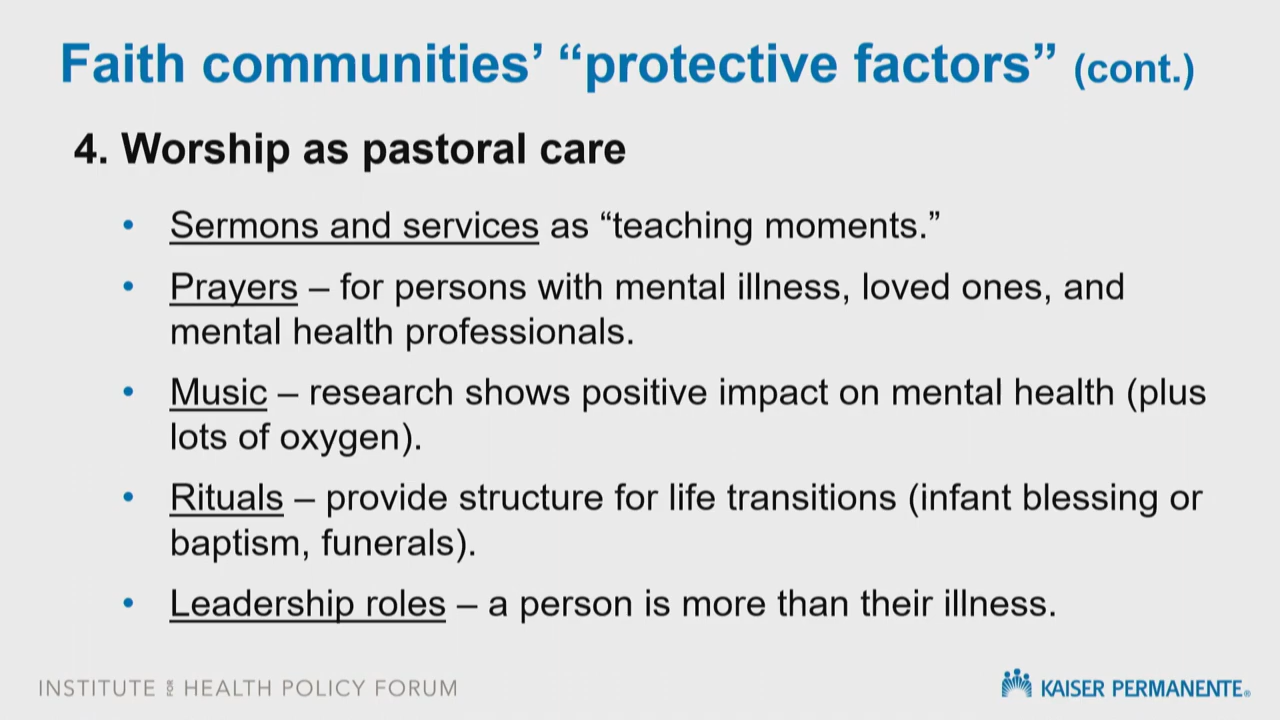 Faith communities’ “protective factors” (cont.)
4. Worship as pastoral care
• Sermons and services as “teaching moments.”
• Prayers – for persons with mental illness, loved ones, and
mental health professionals.
• Music – research shows positive impact on mental health (plus
lots of oxygen).
• Rituals – provide structure for life transitions (infant blessing or
baptism, funerals).
• Leadership roles – a person is more than their illness.
INSTITUTE FOR HEALTH POLICY FORUM
KAISER PERMANENTE®